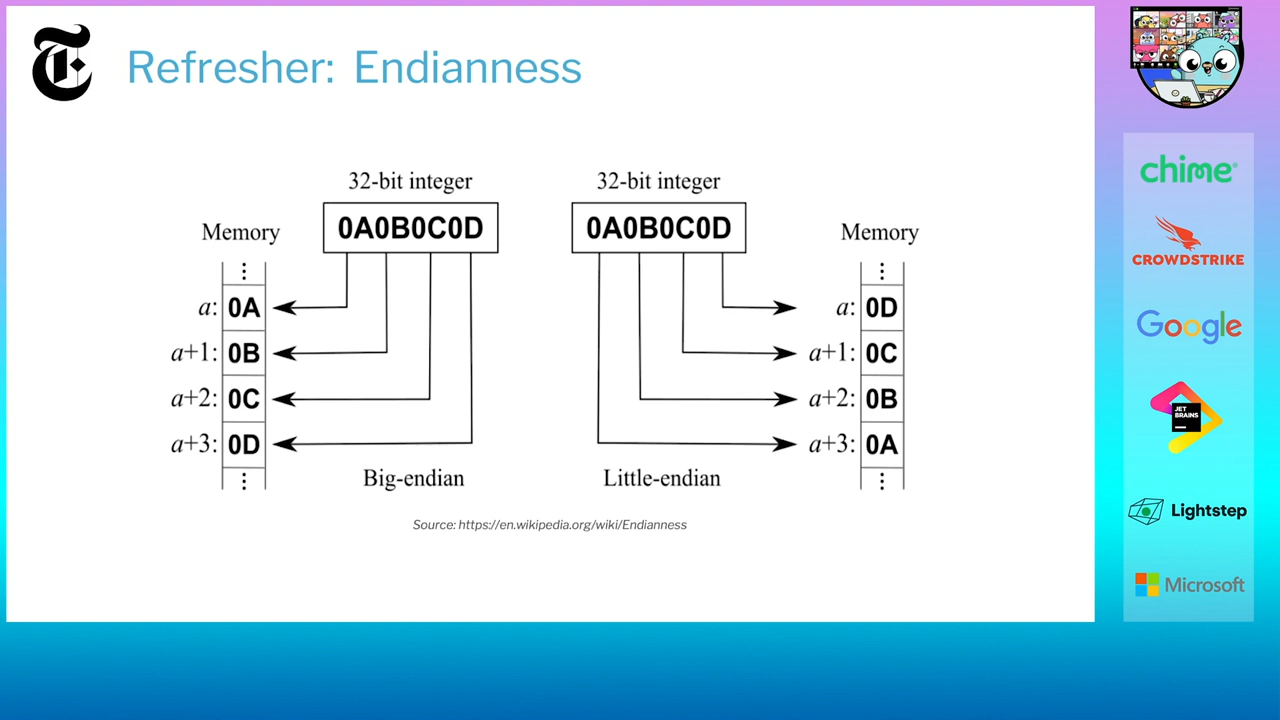 Refresher: Endianness
32-bit integer
0A0B0C0D
Memory
⋮
a: 0A
a+1: 0B
a+2: 0C
a+3: 0D
⋮
Big-endian
32-bit integer
0A0B0C0D
Memory
⋮
a: 0D
a+1: 0C
a+2: 0B
a+3: 0A
⋮
Little-endian
Source: https://en.wikipedia.org/wiki/Endianness
chime®
CROWDSTRIKE
Google
JET
BRAINS
Lightstep
Microsoft